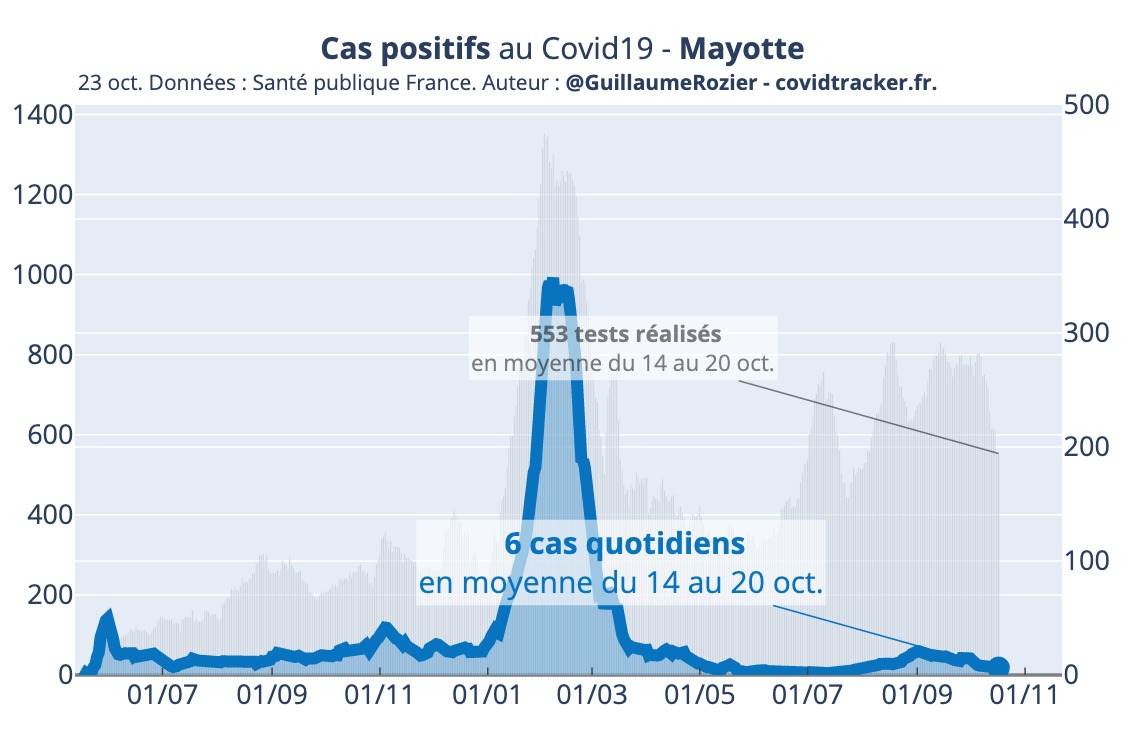 Cas positifs au Covid19 - Mayotte
23 oct. Données : Santé publique France. Auteur : @GuillaumeRozier - covidtracker.fr.
1400
1200
1000
800
600
400
200
0
500
400
300
200
100
0
553 tests réalisés
en moyenne du 14 au 20 oct.
6 cas quotidiens
en moyenne du 14 au 20 oct.
01/07 01/09 01/11 01/01 01/03 01/05 01/07 01/09 01/11